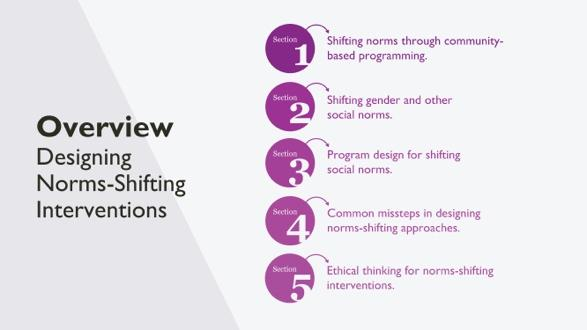 Overview
Designing
Norms-Shifting
Interventions
Section
1
Shifting norms through community-
based programming.
Section
2
Shifting gender and other
social norms.
Section
3
Program design for shifting
social norms.
Section
4
Common missteps in designing
norms-shifting approaches.
Section
5
Ethical thinking for norms-shifting
interventions.